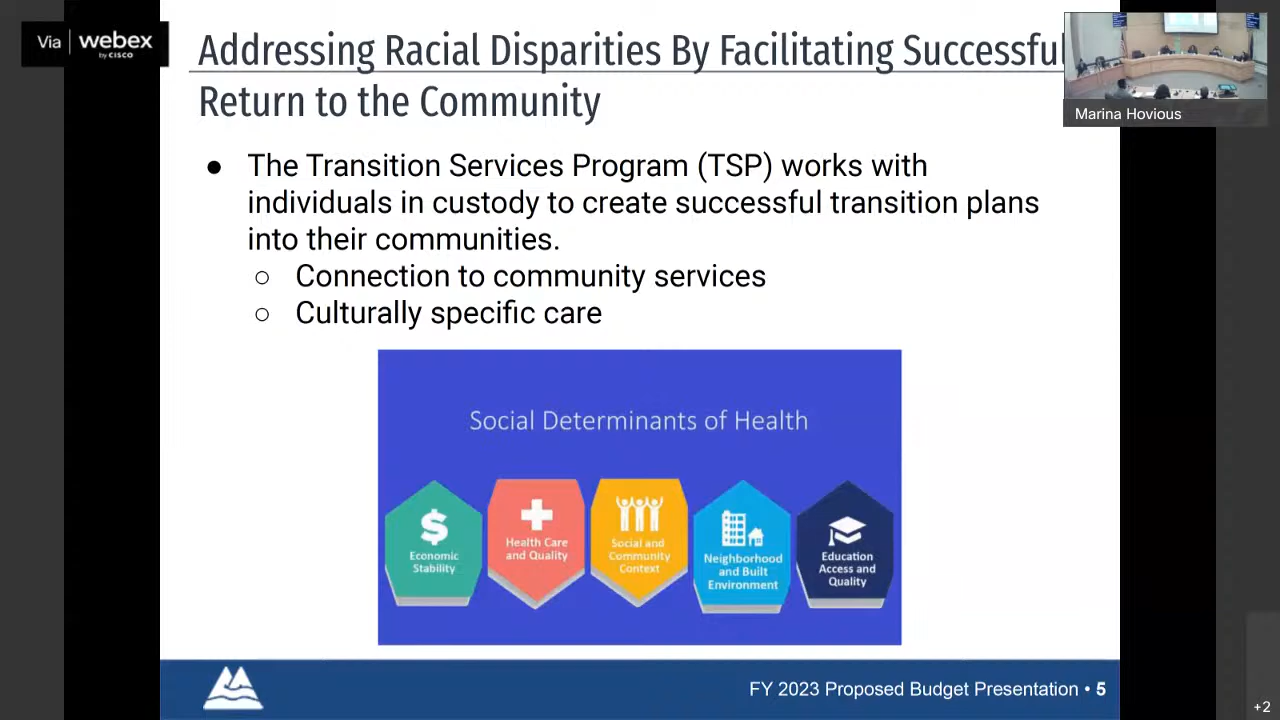 Via | webex
by CISCO
Addressing Racial Disparities By Facilitating Successful
Return to the Community
Marina Hovious
● The Transition Services Program (TSP) works with
individuals in custody to create successful transition plans
into their communities.
○ Connection to community services
○ Culturally specific care
Social Determinants of Health
Economic
Stability
Health Care
and Quality
Social and
Community
Context
Neighborhood
and Built
Environment
Education
Access and
Quality
FY 2023 Proposed Budget Presentation • 5
+2